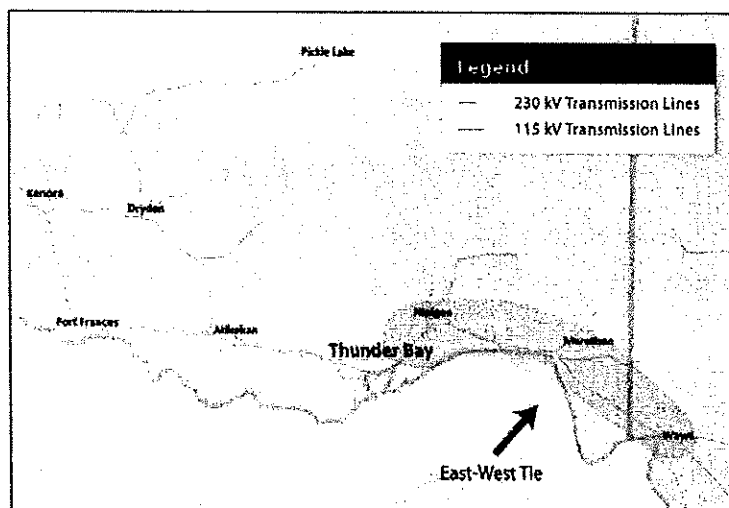 Pickle Lake
Legend
230 kV Transmission Lines
115 kV Transmission Lines
Kenora
Dryden
Fort Frances
Atikokan
Nipigon
Marathon
Thunder Bay
Wawa
East-West Tie